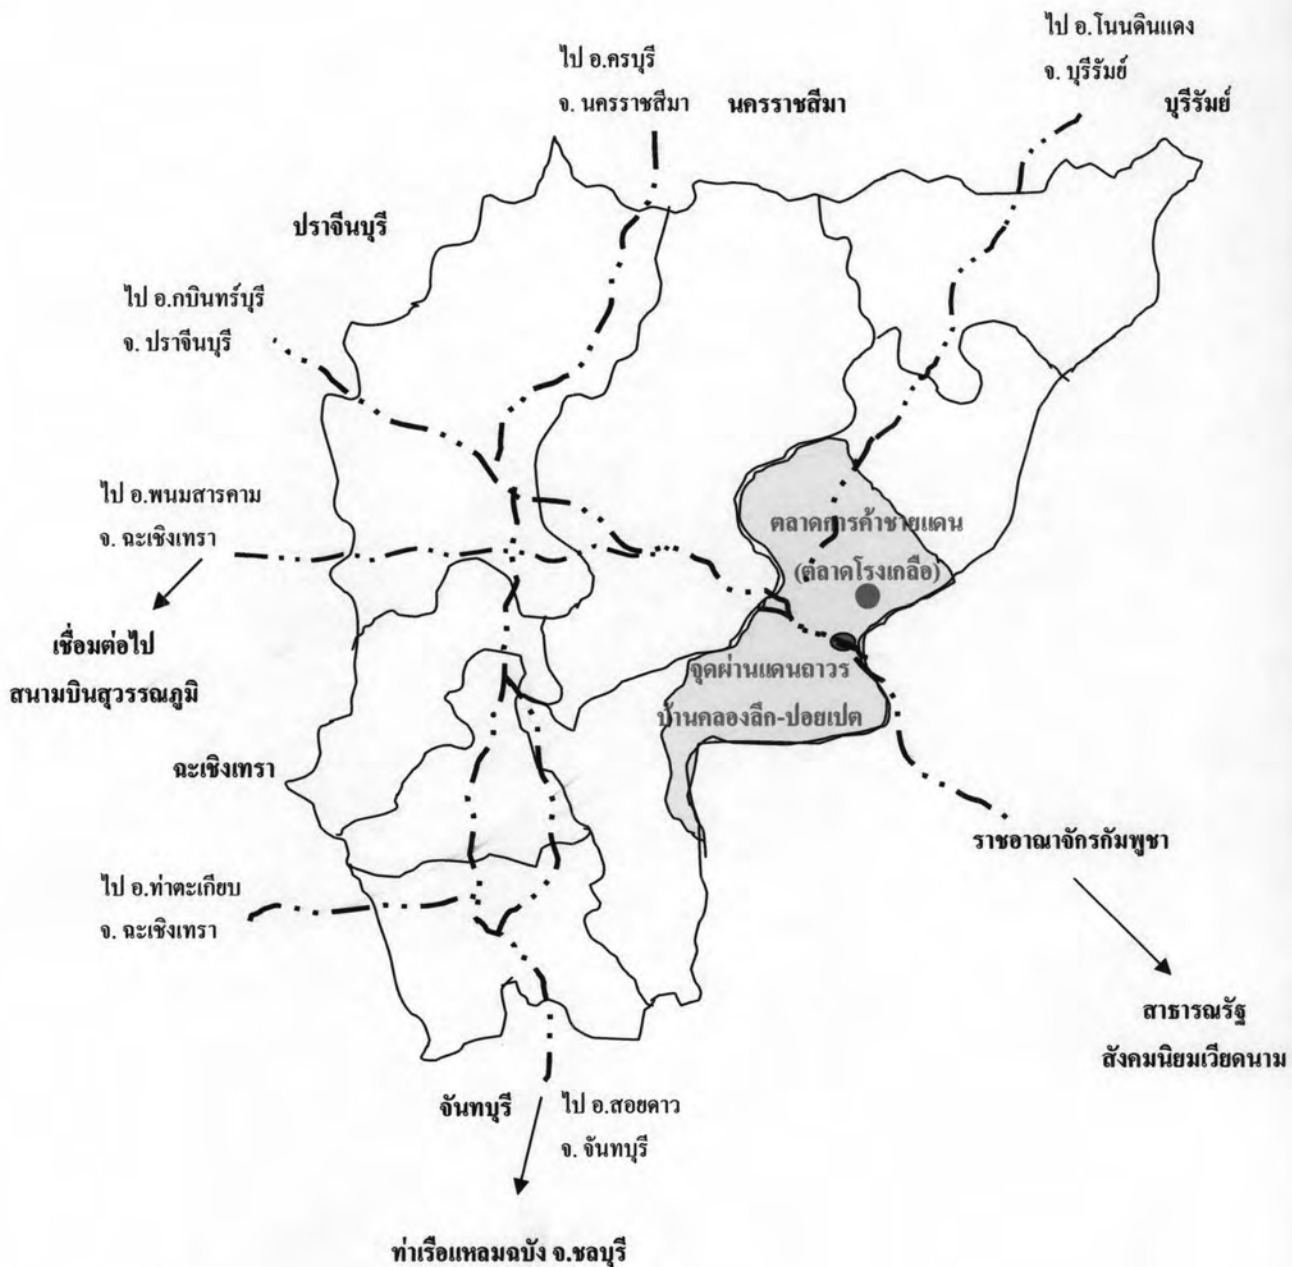 ไป อ.โนนดินแดง
จ. บุรีรัมย์
ไป อ.ครบุรี
จ. นครราชสีมา
นครราชสีมา
บุรีรัมย์
ปราจีนบุรี
ไป อ.กบินทร์บุรี
จ. ปราจีนบุรี
ไป อ.พนมสารคาม
จ. ฉะเชิงเทรา
ตลาดการค้าชายแดน
(ตลาดโรงเกลือ)
เชื่อมต่อไป
สนามบินสุวรรณภูมิ
จุดผ่านแดนถาวร
บ้านคลองลึก-ปอยเปต
ฉะเชิงเทรา
ราชอาณาจักรกัมพูชา
ไป อ.ท่าตะเกียบ
จ. ฉะเชิงเทรา
สาธารณรัฐ
สังคมนิยมเวียดนาม
จันทบุรี
ไป อ.สอยดาว
จ. จันทบุรี
ท่าเรือแหลมฉบัง จ.ชลบุรี